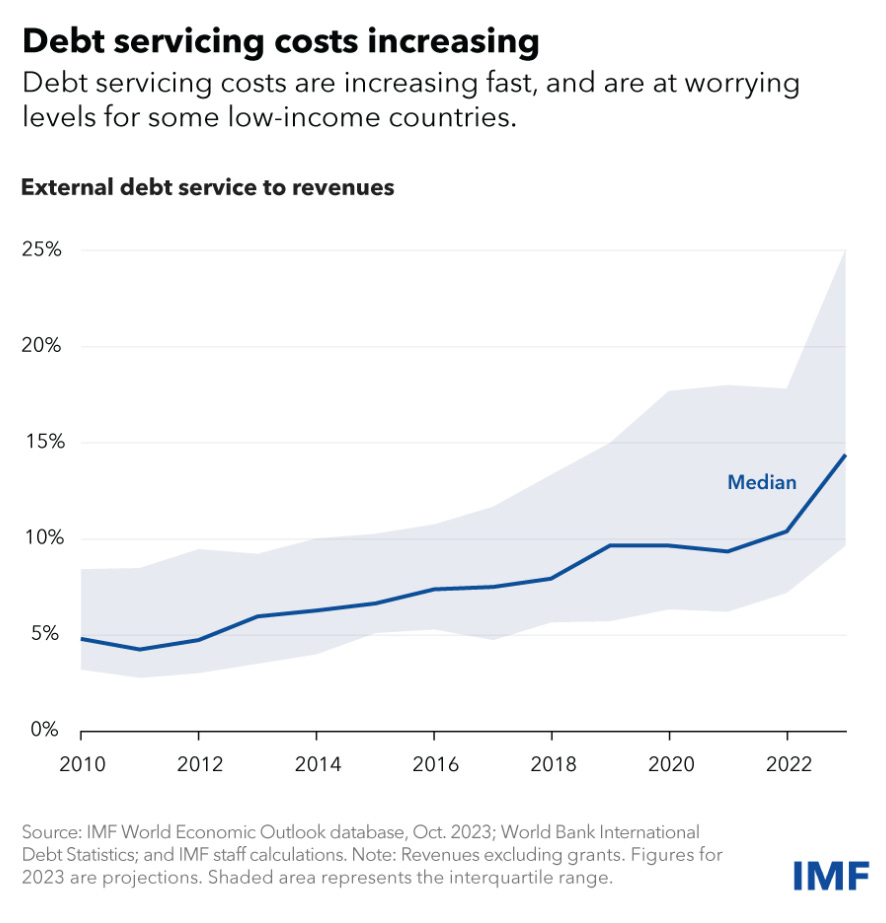 Debt servicing costs increasing
Debt servicing costs are increasing fast, and are at worrying
levels for some low-income countries.
External debt service to revenues
25%
20%
15%
Median
10%
5%
0%
2010 2012 2014 2016 2018 2020 2022
Source: IMF World Economic Outlook database, Oct. 2023; World Bank International
Debt Statistics; and IMF staff calculations. Note: Revenues excluding grants. Figures for
2023 are projections. Shaded area represents the interquartile range.
IMF